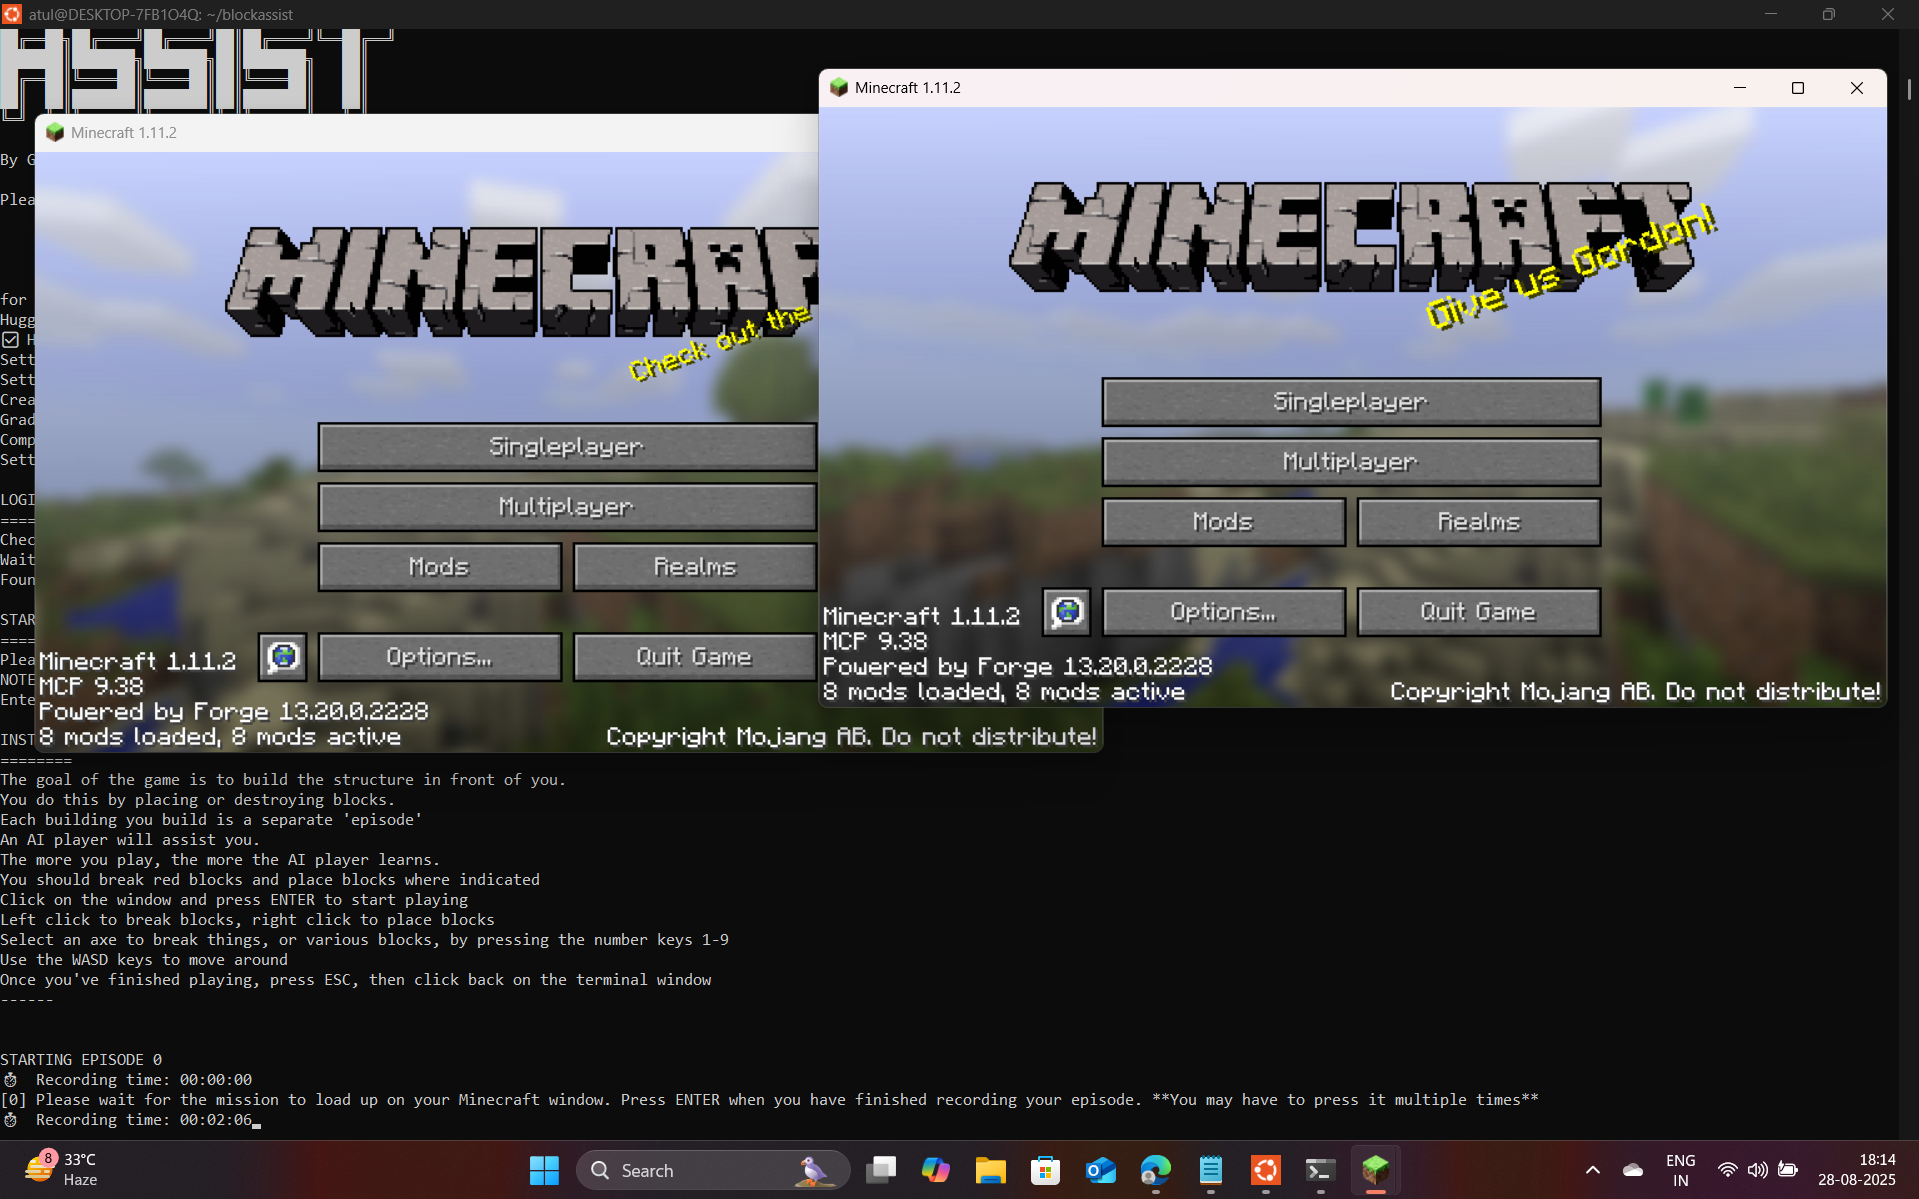 atul@DESKTOP-7FB1O4Q: ~/blockassist
ASSIST
By G
Plea
for
Hugg
H
Sett
Sett
Crea
Grad
Comp
Sett
LOGI
====
Chec
Wait
Foun
STAR
====
Plea
NOTE
Ente
INST
========
The goal of the game is to build the structure in front of you.
You do this by placing or destroying blocks.
Each building you build is a separate 'episode'
An AI player will assist you.
The more you play, the more the AI player learns.
You should break red blocks and place blocks where indicated
Click on the window and press ENTER to start playing
Left click to break blocks, right click to place blocks
Select an axe to break things, or various blocks, by pressing the number keys 1-9
Use the WASD keys to move around
Once you've finished playing, press ESC, then click back on the terminal window
------
STARTING EPISODE 0
Recording time: 00:00:00
[0] Please wait for the mission to load up on your Minecraft window. Press ENTER when you have finished recording your episode. **You may have to press it multiple times**
Recording time: 00:02:06
Minecraft 1.11.2
MINECRAF
Check out the
Singleplayer
Multiplayer
Mods
Realms
Options...
Quit Game
Minecraft 1.11.2
MCP 9.38
Powered by Forge 13.20.0.2228
8 mods loaded, 8 mods active
Copyright Mojang AB. Do not distribute!
Minecraft 1.11.2
MINECRAFT
Give us Gordon!
Singleplayer
Multiplayer
Mods
Realms
Options...
Quit Game
Minecraft 1.11.2
MCP 9.38
Powered by Forge 13.20.0.2228
8 mods loaded, 8 mods active
Copyright Mojang AB. Do not distribute!
8
33°C
Haze
Search
ENG
IN
18:14
28-08-2025